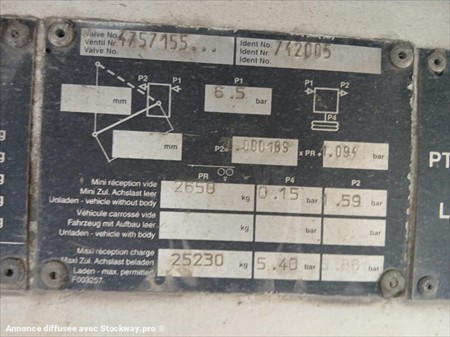 Valve No
Ventil Nr. 4757155...
Valve No.
Ident No.
Ident Nr. 742005
Ident No.
P2 P1 P1 P1 P2
mm 6.5 bar
P4
mm P2= .000189 x PR + 1.094 bar
PR P4 P2
Mini réception vide
Mini Zul. Achslast leer 2650 kg 0.15 bar 1.59 bar
Unladen - vehicle without body
Véhicule carrossé vide
Fahrzeug mit Aufbau leer kg bar bar
Unladen - vehicle with body
Maxi réception charge
Maxi Zul. Achslast beladen 25230 kg 5.40 bar bar
Laden - max. permitted
F003257
PT
L
g
g
g
g
Annonce diffusée avec Stockway.pro ®